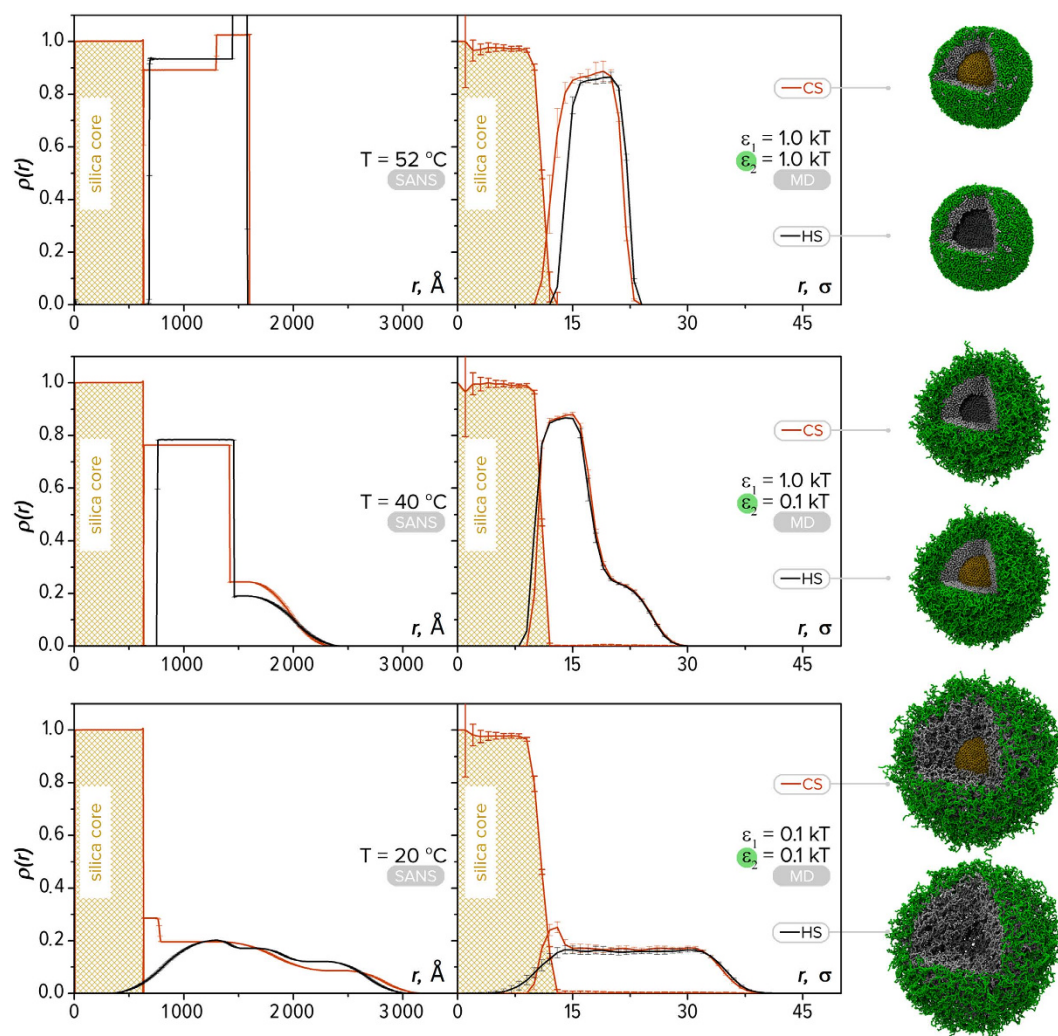 ρ(r)
1.0
0.8
0.6
0.4
0.2
0.0
silica core
T = 52 °C
SANS
r, Å
0 1000 2000 3000
silica core
CS
ε₁ = 1.0 kT
ε₂ = 1.0 kT
MD
HS
r, σ
0 15 30 45
ρ(r)
1.0
0.8
0.6
0.4
0.2
0.0
silica core
T = 40 °C
SANS
r, Å
0 1000 2000 3000
silica core
CS
ε₁ = 1.0 kT
ε₂ = 0.1 kT
MD
HS
r, σ
0 15 30 45
ρ(r)
1.0
0.8
0.6
0.4
0.2
0.0
silica core
T = 20 °C
SANS
r, Å
0 1000 2000 3000
silica core
CS
ε₁ = 0.1 kT
ε₂ = 0.1 kT
MD
HS
r, σ
0 15 30 45